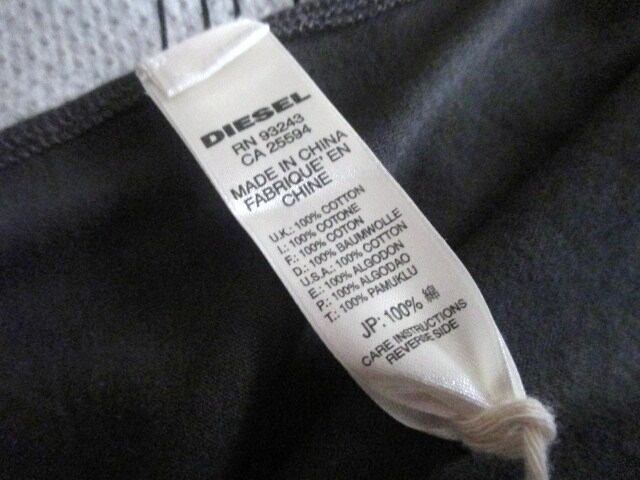 DIESEL
RN 93243
CA 25594
MADE IN CHINA
FABRIQUE' EN
CHINE
U.K.: 100% COTTON
I.: 100% COTONE
F.: 100% COTON
D.: 100% BAUMWOLLE
U.S.A.: 100% COTTON
E.: 100% ALGODON
P.: 100% ALGODAO
T.: 100% PAMUKLU
JP: 100% 綿
CARE INSTRUCTIONS
REVERSE SIDE